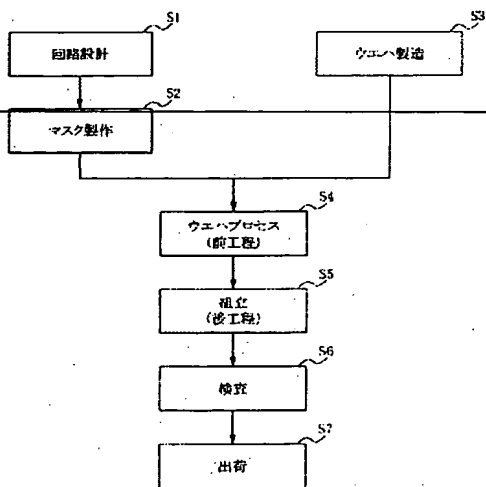 S1
回路設計
S3
ウエハ製造
S2
マスク製作
S4
ウエハプロセス
(前工程)
S5
組立
(後工程)
S6
検査
S7
出荷